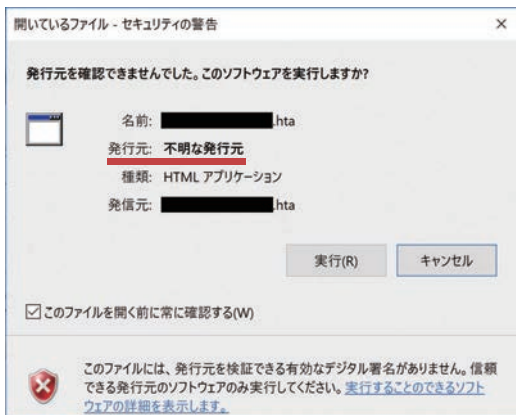 開いているファイル - セキュリティの警告
発行元を確認できませんでした。このソフトウェアを実行しますか?
名前: .hta
発行元: 不明な発行元
種類: HTML アプリケーション
発信元: .hta
実行(R) キャンセル
このファイルを開く前に常に確認する(W)
このファイルには、発行元を検証できる有効なデジタル署名がありません。信頼
できる発行元のソフトウェアのみ実行してください。実行することのできるソフト
ウェアの詳細を表示します。